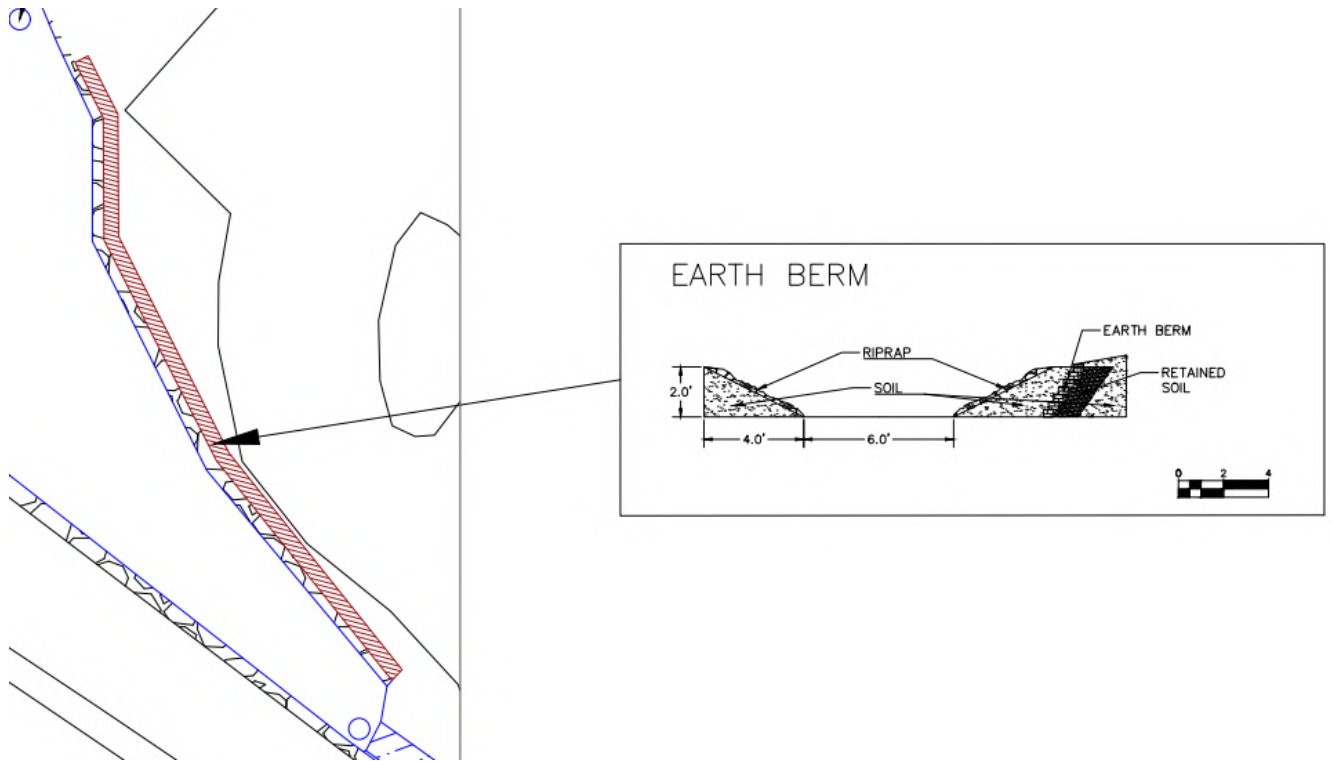 EARTH BERM
EARTH BERM
RIPRAP
RETAINED
SOIL
SOIL
2.0'
4.0'
6.0'
0 2 4